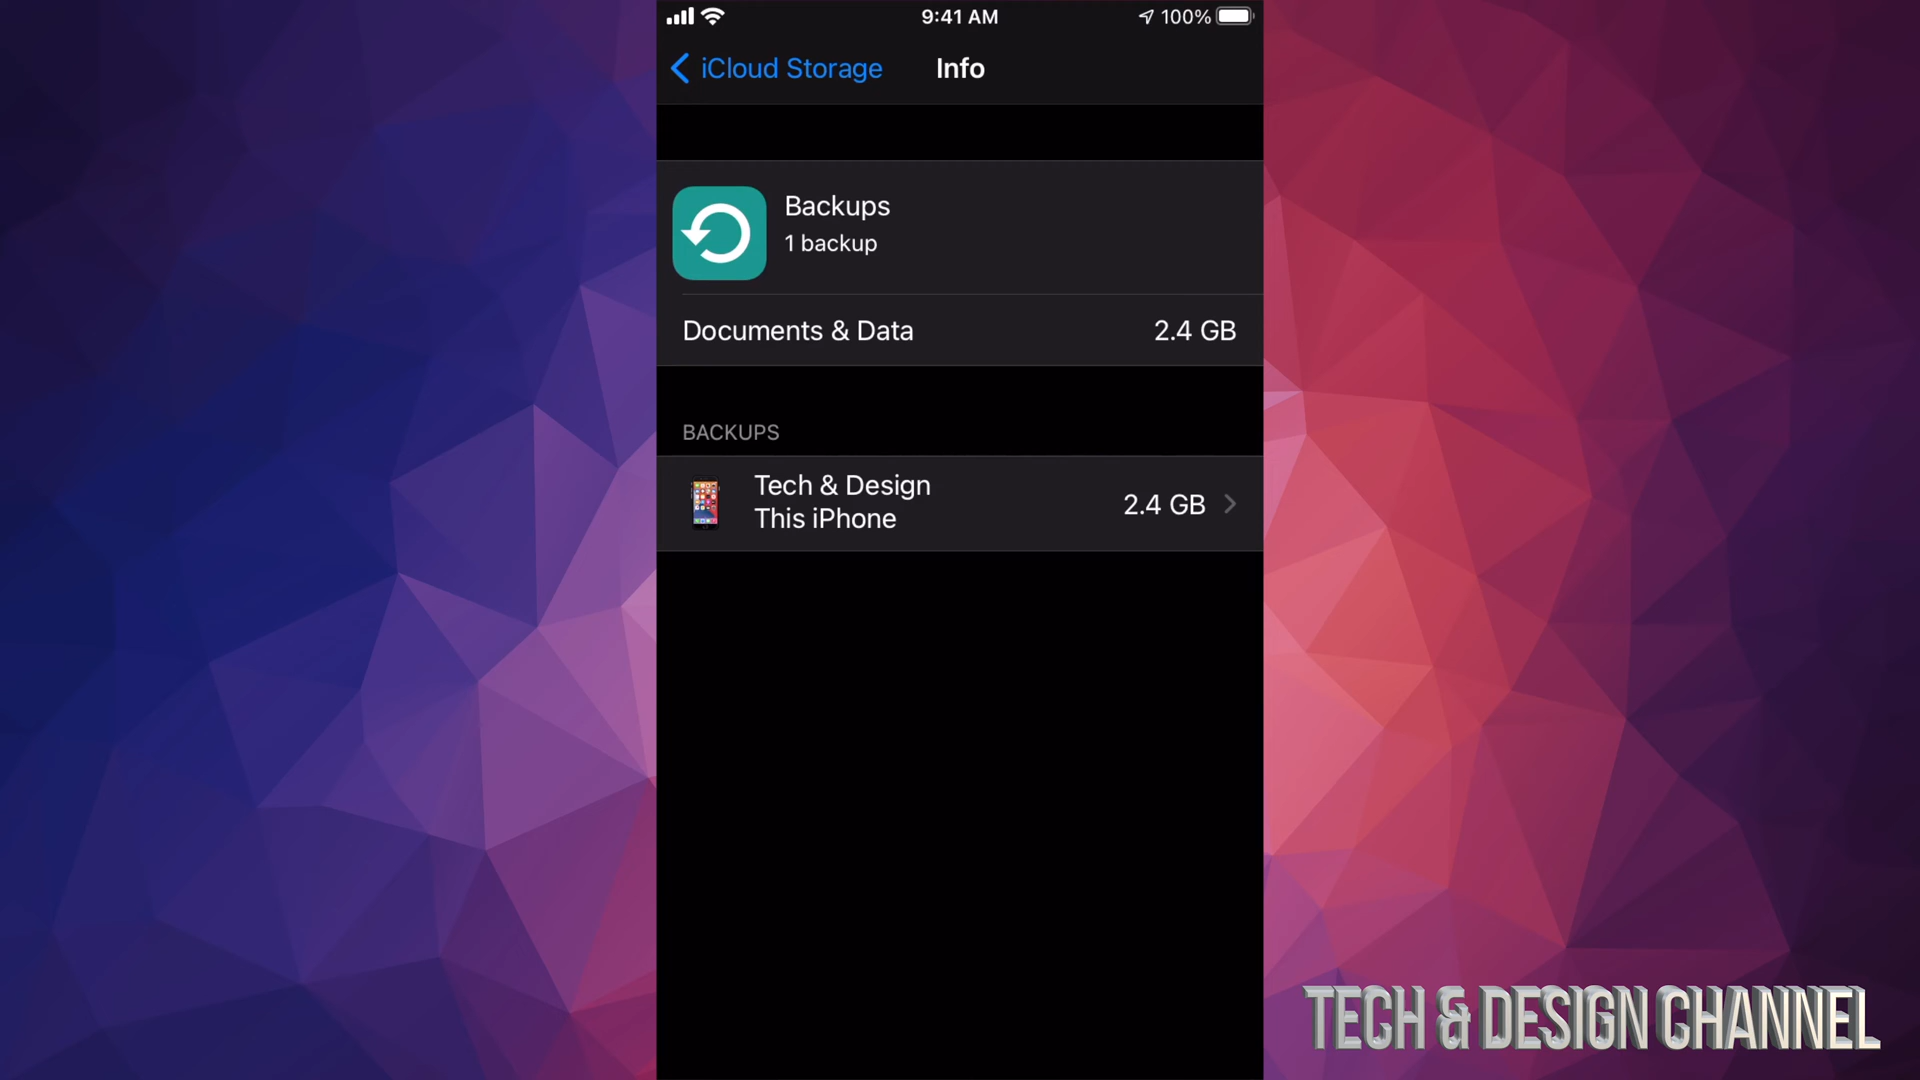 9:41 AM
100%
iCloud Storage
Info
Backups
1 backup
Documents & Data
2.4 GB
BACKUPS
Tech & Design
This iPhone
2.4 GB
TECH & DESIGN CHANNEL